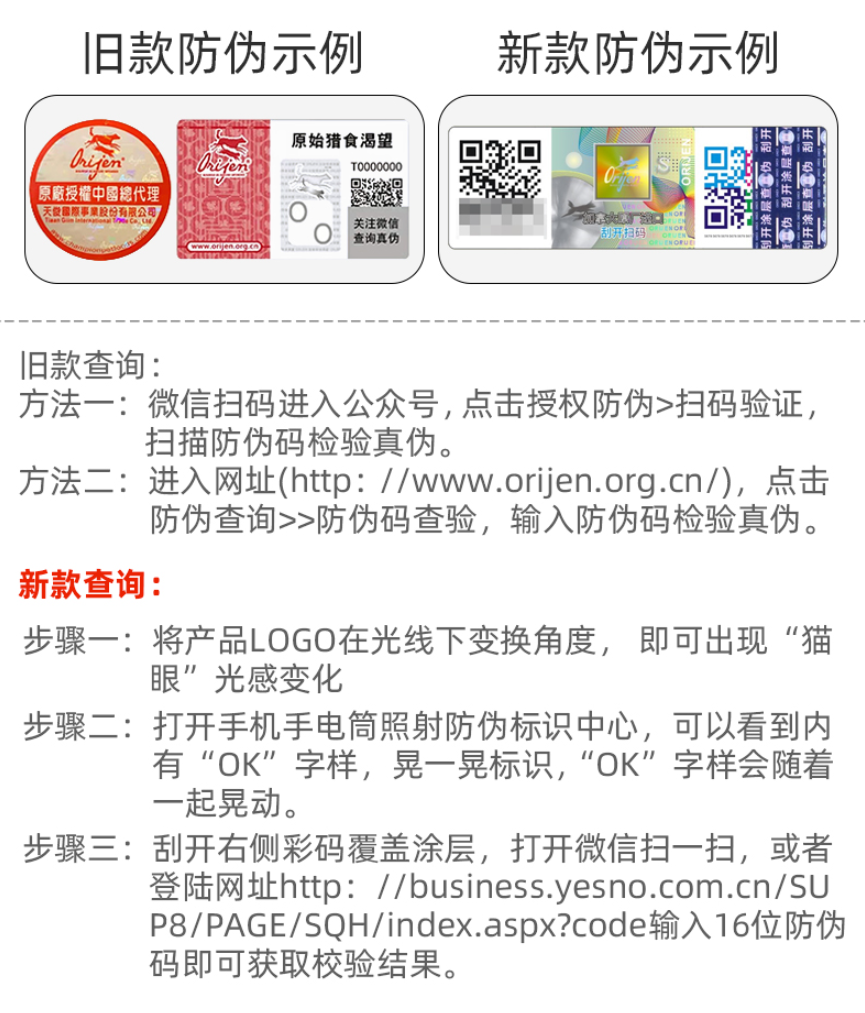 旧款防伪示例
新款防伪示例
Orijen
原廠授權中國總代理
天俊國際事業股份有限公司
Orijen
www.orijen.org.cn
原始猎食渴望
T0000000
关注微信
查询真伪
Orijen
ORIJEN
刮开扫码
刮开涂层查真伪
旧款查询：
方法一：微信扫码进入公众号，点击授权防伪>扫码验证，
扫描防伪码检验真伪。
方法二：进入网址(http：//www.orijen.org.cn/)，点击
防伪查询>>防伪码查验，输入防伪码检验真伪。
新款查询：
步骤一：将产品LOGO在光线下变换角度， 即可出现“猫
眼”光感变化
步骤二：打开手机手电筒照射防伪标识中心，可以看到内
有“OK”字样，晃一晃标识，“OK”字样会随着
一起晃动。
步骤三：刮开右侧彩码覆盖涂层，打开微信扫一扫，或者
登陆网址http：//business.yesno.com.cn/SU
P8/PAGE/SQH/index.aspx?code输入16位防伪
码即可获取校验结果。